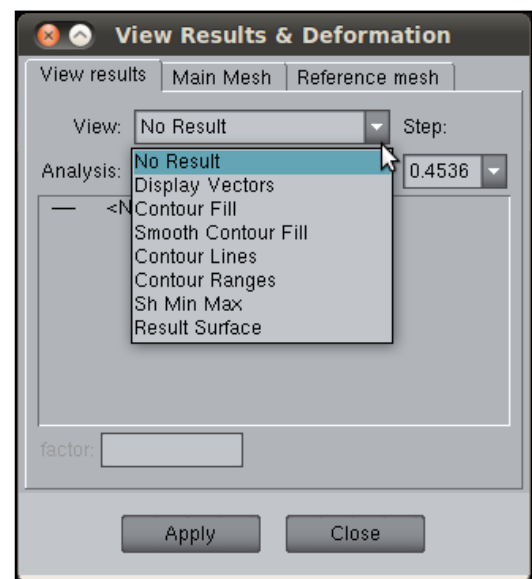 View Results & Deformation
View results Main Mesh Reference mesh
View: No Result Step:
Analysis: 0.4536
No Result
Display Vectors
Contour Fill
Smooth Contour Fill
Contour Lines
Contour Ranges
Sh Min Max
Result Surface
factor:
Apply Close